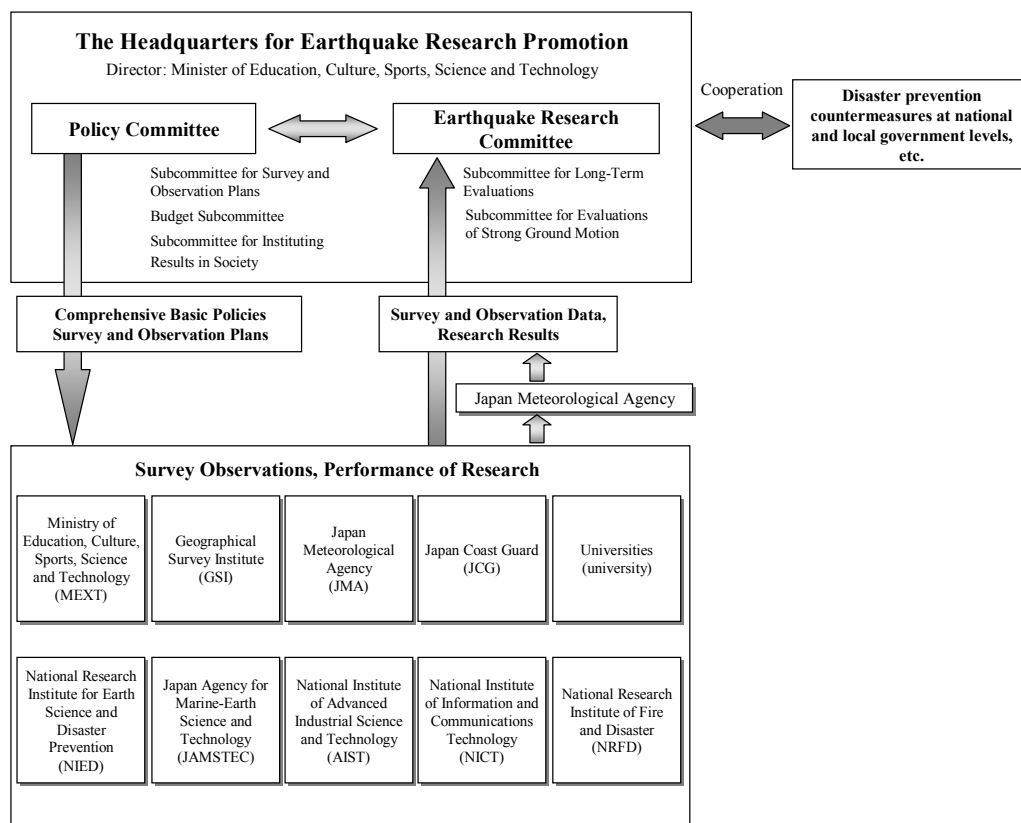 The Headquarters for Earthquake Research Promotion
Director: Minister of Education, Culture, Sports, Science and Technology
Policy Committee
Earthquake Research
Committee
Cooperation
Disaster prevention
countermeasures at national
and local government levels,
etc.
Subcommittee for Survey and
Observation Plans
Budget Subcommittee
Subcommittee for Instituting
Results in Society
Subcommittee for Long-Term
Evaluations
Subcommittee for Evaluations
of Strong Ground Motion
Comprehensive Basic Policies
Survey and Observation Plans
Survey and Observation Data,
Research Results
Japan Meteorological Agency
Survey Observations, Performance of Research
Ministry of
Education, Culture,
Sports, Science
and Technology
(MEXT)
Geographical
Survey Institute
(GSI)
Japan
Meteorological
Agency
(JMA)
Japan Coast Guard
(JCG)
Universities
(university)
National Research
Institute for Earth
Science and
Disaster
Prevention
(NIED)
Japan Agency for
Marine-Earth
Science and
Technology
(JAMSTEC)
National Institute
of Advanced
Industrial Science
and Technology
(AIST)
National Institute
of Information and
Communications
Technology
(NICT)
National Research
Institute of Fire
and Disaster
(NRFD)